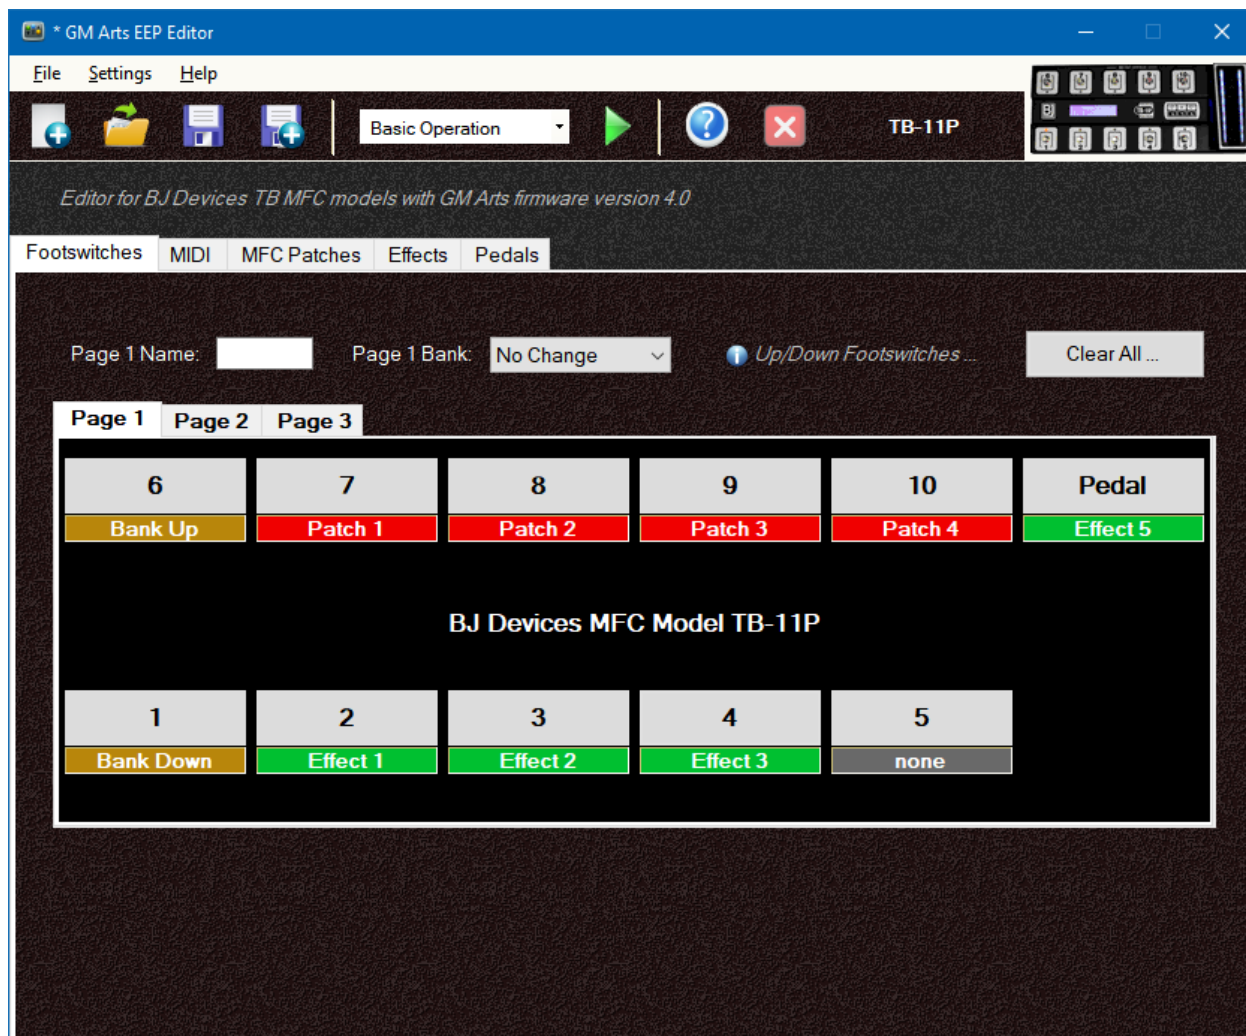 * GM Arts EEP Editor
File Settings Help
Basic Operation TB-11P
Editor for BJ Devices TB MFC models with GM Arts firmware version 4.0
Footswitches MIDI MFC Patches Effects Pedals
Page 1 Name: Page 1 Bank: No Change Up/Down Footswitches ... Clear All ...
Page 1 Page 2 Page 3
6 7 8 9 10 Pedal
Bank Up Patch 1 Patch 2 Patch 3 Patch 4 Effect 5
BJ Devices MFC Model TB-11P
1 2 3 4 5
Bank Down Effect 1 Effect 2 Effect 3 none